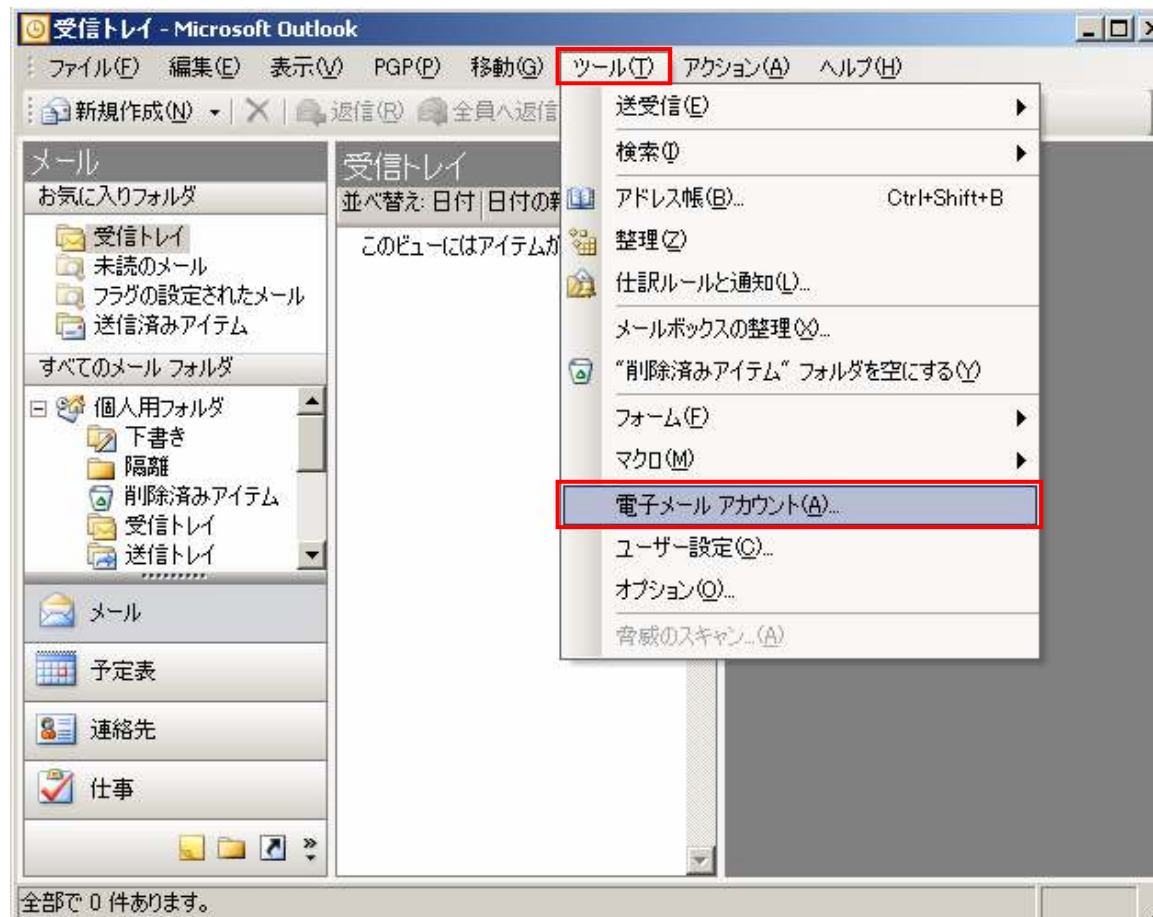 受信トレイ - Microsoft Outlook
ファイル(F) 編集(E) 表示(V) PGP(P) 移動(G) ツール(T) アクション(A) ヘルプ(H)
新規作成(N) 返信(R) 全員へ返信
メール
お気に入りフォルダ
受信トレイ
未読のメール
フラグの設定されたメール
送信済みアイテム
すべてのメール フォルダ
個人用フォルダ
下書き
隔離
削除済みアイテム
受信トレイ
送信トレイ
メール
予定表
連絡先
仕事
受信トレイ
並べ替え: 日付 日付の新
このビューにはアイテムが
送受信(E)
検索(I)
アドレス帳(B)... Ctrl+Shift+B
整理(Z)
仕訳ルールと通知(L)...
メールボックスの整理(X)...
“削除済みアイテム“ フォルダを空にする(Y)
フォーム(F)
マクロ(M)
電子メール アカウント(A)...
ユーザー設定(C)...
オプション(O)...
脅威のスキャン...(A)
全部で 0 件あります。